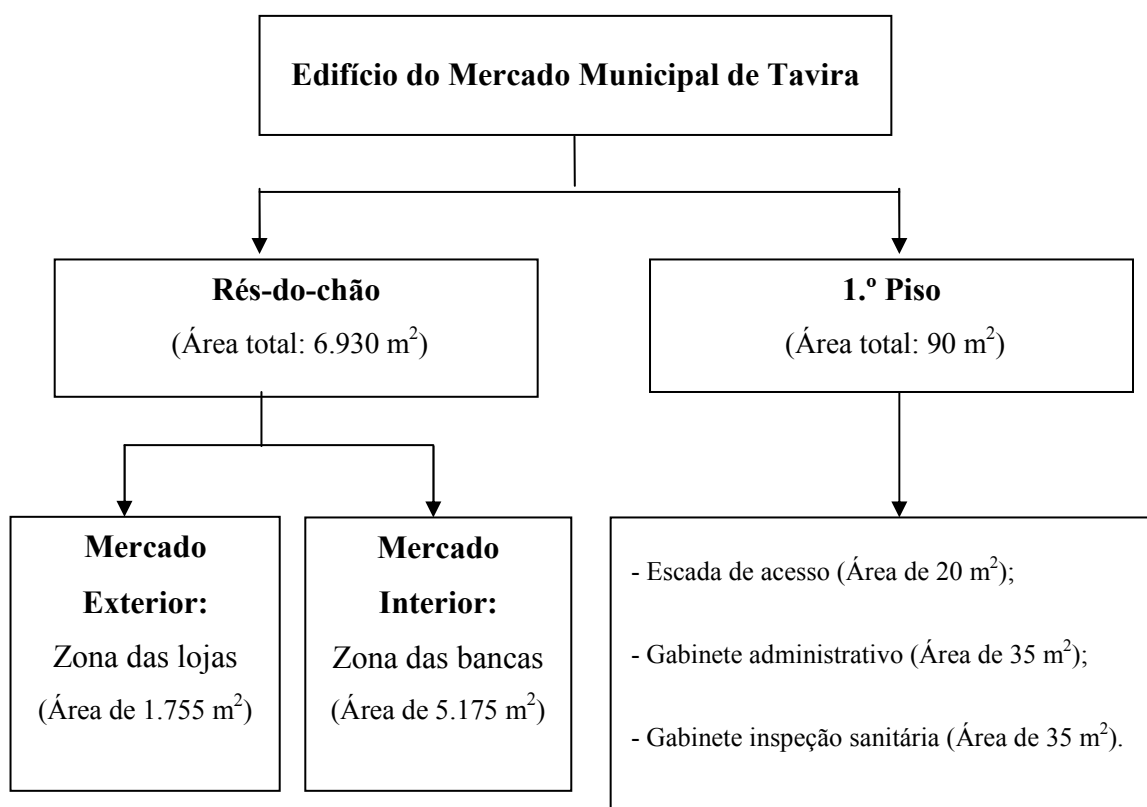 Edifício do Mercado Municipal de Tavira
Rés-do-chão
(Área total: 6.930 m²)
1.º Piso
(Área total: 90 m²)
Mercado
Exterior:
Zona das lojas
(Área de 1.755 m²)
Mercado
Interior:
Zona das bancas
(Área de 5.175 m²)
- Escada de acesso (Área de 20 m²);
- Gabinete administrativo (Área de 35 m²);
- Gabinete inspeção sanitária (Área de 35 m²).